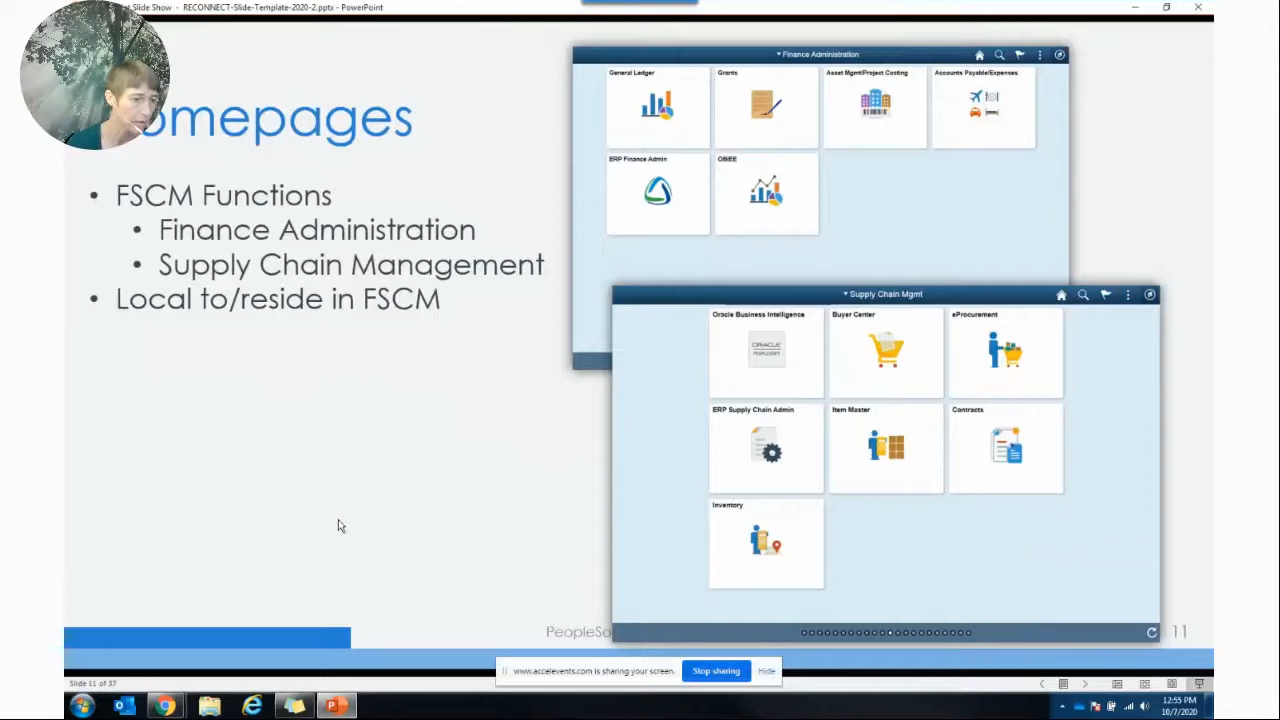 Slide Show - RECONNECT-Slide-Template-2020-2.pptx - PowerPoint
omepages
• FSCM Functions
• Finance Administration
• Supply Chain Management
• Local to/reside in FSCM
Finance Administration
General Ledger
Grants
Asset Mgmt/Project Costing
Accounts Payable/Expenses
ERP Finance Admin
OBIEE
Supply Chain Mgmt
Oracle Business Intelligence
Buyer Center
eProcurement
ORACLE
PEOPLESOFT
ERP Supply Chain Admin
Item Master
Contracts
Inventory
PeopleSo
11
www.accelevents.com is sharing your screen.
Stop sharing
Hide
Slide 11 of 37
12:55 PM
10/7/2020